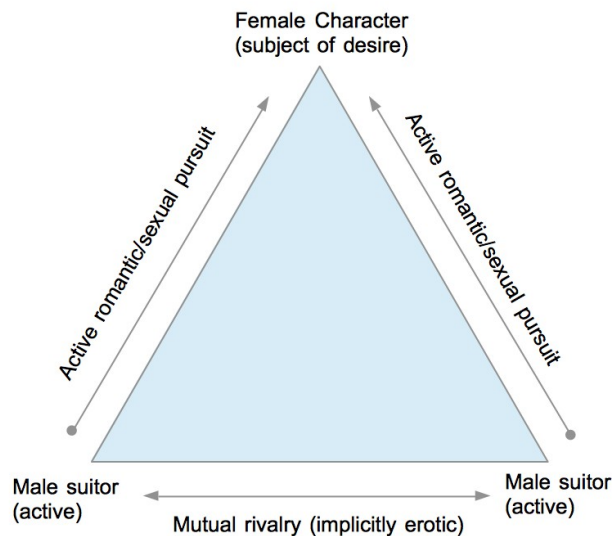 Female Character
(subject of desire)
Active romantic/sexual pursuit
Active romantic/sexual pursuit
Male suitor
(active)
Male suitor
(active)
Mutual rivalry (implicitly erotic)